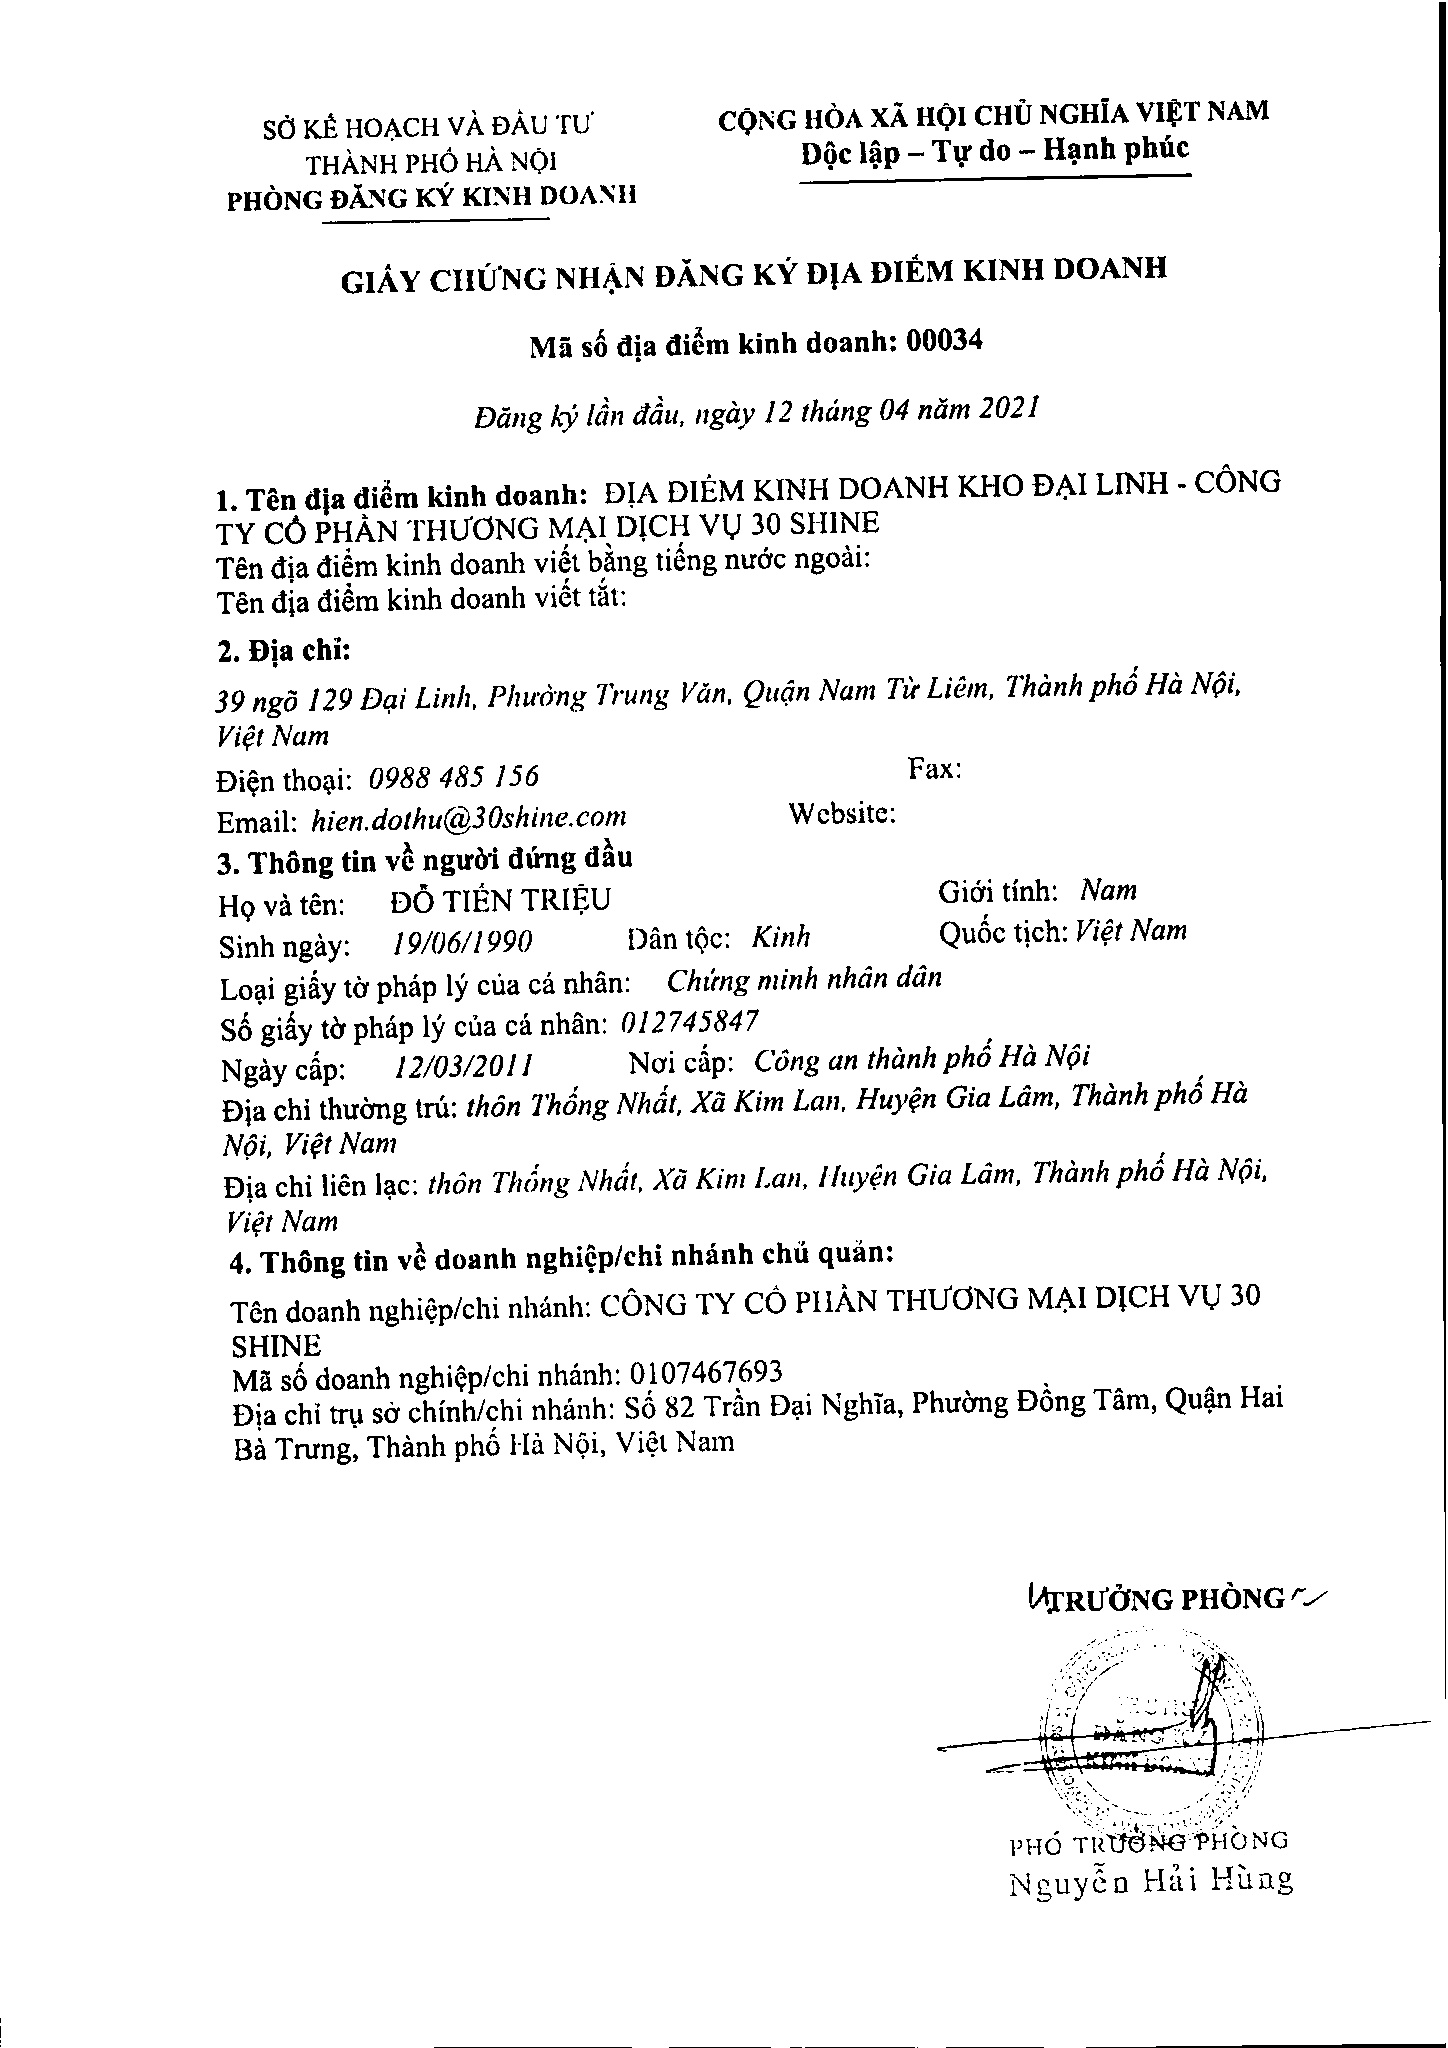 SỞ KẾ HOẠCH VÀ ĐẦU TƯ
THÀNH PHỐ HÀ NỘI
PHÒNG ĐĂNG KÝ KINH DOANH
CỘNG HÒA XÃ HỘI CHỦ NGHĨA VIỆT NAM
Độc lập – Tự do – Hạnh phúc
GIẤY CHỨNG NHẬN ĐĂNG KÝ ĐỊA ĐIỂM KINH DOANH
Mã số địa điểm kinh doanh: 00034
Đăng ký lần đầu, ngày 12 tháng 04 năm 2021
1. Tên địa điểm kinh doanh: ĐỊA ĐIỂM KINH DOANH KHO ĐẠI LINH - CÔNG
TY CỔ PHẦN THƯƠNG MẠI DỊCH VỤ 30 SHINE
Tên địa điểm kinh doanh viết bằng tiếng nước ngoài:
Tên địa điểm kinh doanh viết tắt:
2. Địa chỉ:
39 ngõ 129 Đại Linh, Phường Trung Văn, Quận Nam Từ Liêm, Thành phố Hà Nội,
Việt Nam
Điện thoại: 0988 485 156 Fax:
Email: hien.dothu@30shine.com Website:
3. Thông tin về người đứng đầu
Họ và tên: ĐỖ TIẾN TRIỆU Giới tính: Nam
Sinh ngày: 19/06/1990 Dân tộc: Kinh Quốc tịch: Việt Nam
Loại giấy tờ pháp lý của cá nhân: Chứng minh nhân dân
Số giấy tờ pháp lý của cá nhân: 012745847
Ngày cấp: 12/03/2011 Nơi cấp: Công an thành phố Hà Nội
Địa chỉ thường trú: thôn Thống Nhất, Xã Kim Lan, Huyện Gia Lâm, Thành phố Hà
Nội, Việt Nam
Địa chỉ liên lạc: thôn Thống Nhất, Xã Kim Lan, Huyện Gia Lâm, Thành phố Hà Nội,
Việt Nam
4. Thông tin về doanh nghiệp/chi nhánh chủ quản:
Tên doanh nghiệp/chi nhánh: CÔNG TY CỔ PHẦN THƯƠNG MẠI DỊCH VỤ 30
SHINE
Mã số doanh nghiệp/chi nhánh: 0107467693
Địa chỉ trụ sở chính/chi nhánh: Số 82 Trần Đại Nghĩa, Phường Đồng Tâm, Quận Hai
Bà Trưng, Thành phố Hà Nội, Việt Nam
TRƯỞNG PHÒNG
ĐĂNG KÝ
KINH DOANH
PHÓ TRƯỞNG PHÒNG
Nguyễn Hải Hùng